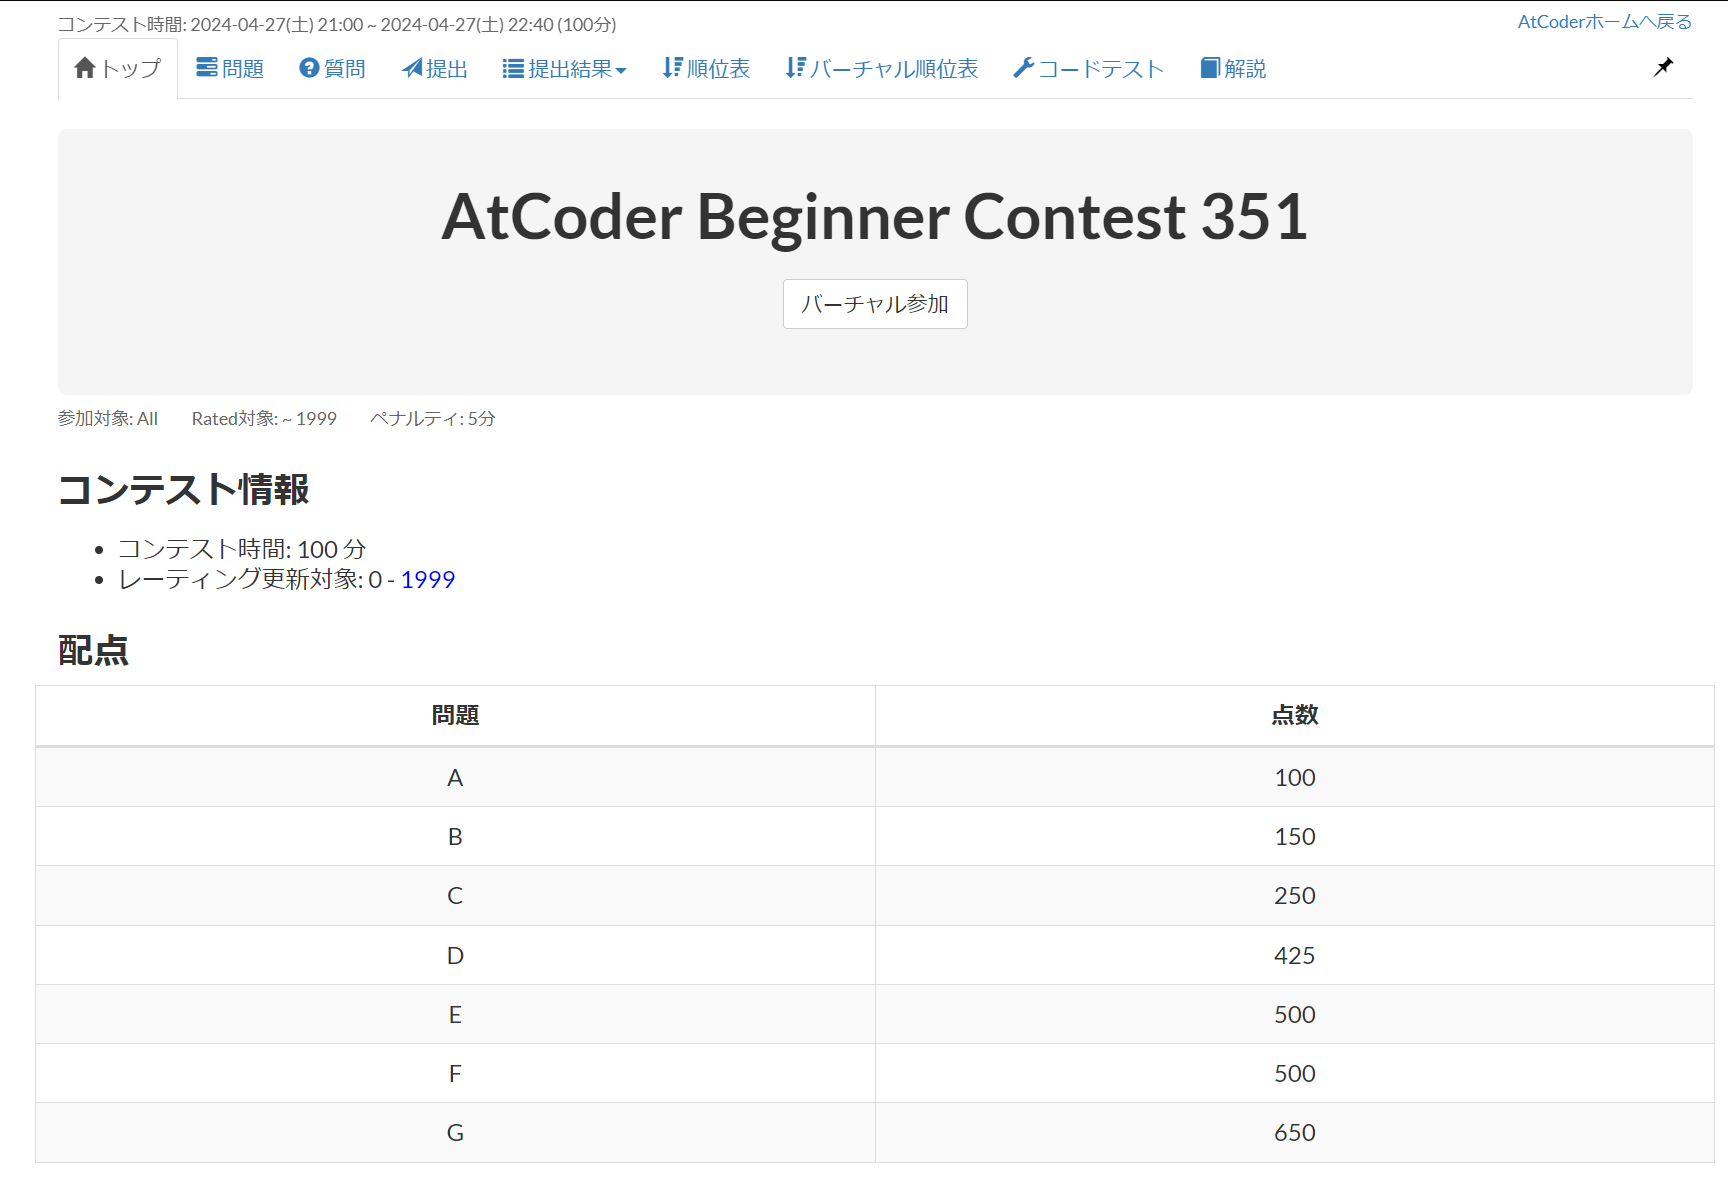 コンテスト時間: 2024-04-27(土) 21:00 ~ 2024-04-27(土) 22:40 (100分)
AtCoderホームへ戻る
トップ 問題 質問 提出 提出結果 順位表 バーチャル順位表 コードテスト 解説
AtCoder Beginner Contest 351
バーチャル参加
参加対象: All Rated対象: ~ 1999 ペナルティ: 5分
コンテスト情報
コンテスト時間: 100 分
レーティング更新対象: 0 - 1999
配点
問題 点数
A 100
B 150
C 250
D 425
E 500
F 500
G 650